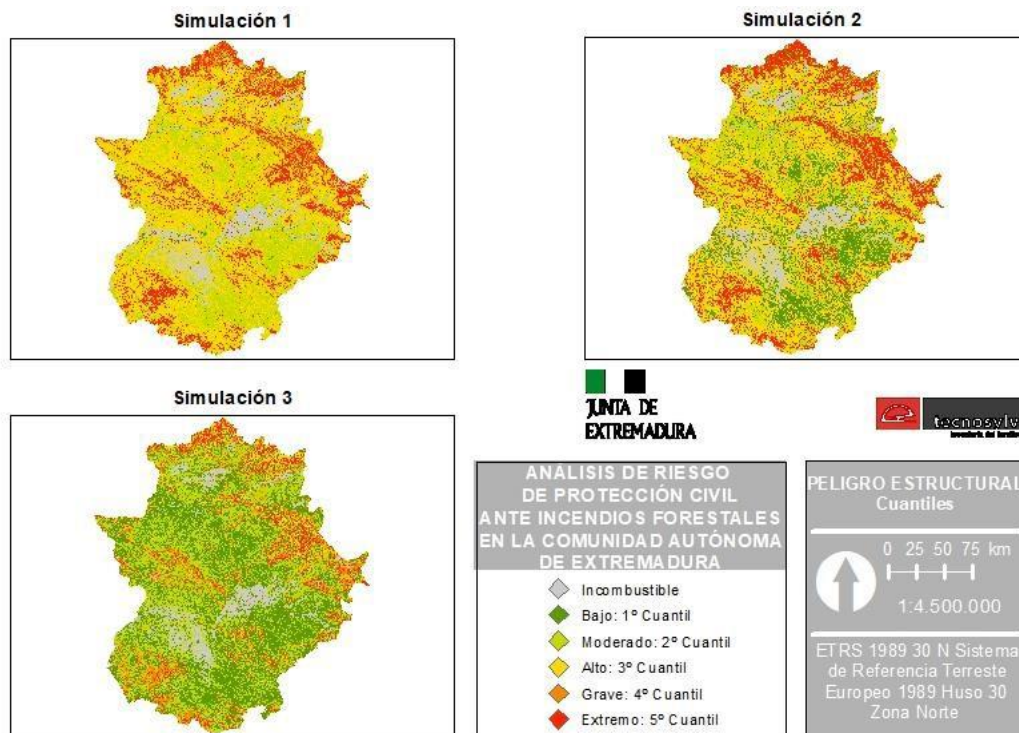 Simulación 1
Simulación 2
Simulación 3
JUNTA DE
EXTREMADURA
tecnosylv
ANÁLISIS DE RIESGO
DE PROTECCIÓN CIVIL
ANTE INCENDIOS FORESTALES
EN LA COMUNIDAD AUTÓNOMA
DE EXTREMADURA
Incombustible
Bajo: 1º Cuantil
Moderado: 2º Cuantil
Alto: 3º Cuantil
Grave: 4º Cuantil
Extremo: 5º Cuantil
PELIGRO ESTRUCTURAL
Cuantiles
0 25 50 75 km
1:4.500.000
ETRS 1989 30 N Sistema
de Referencia Terreste
Europeo 1989 Huso 30
Zona Norte